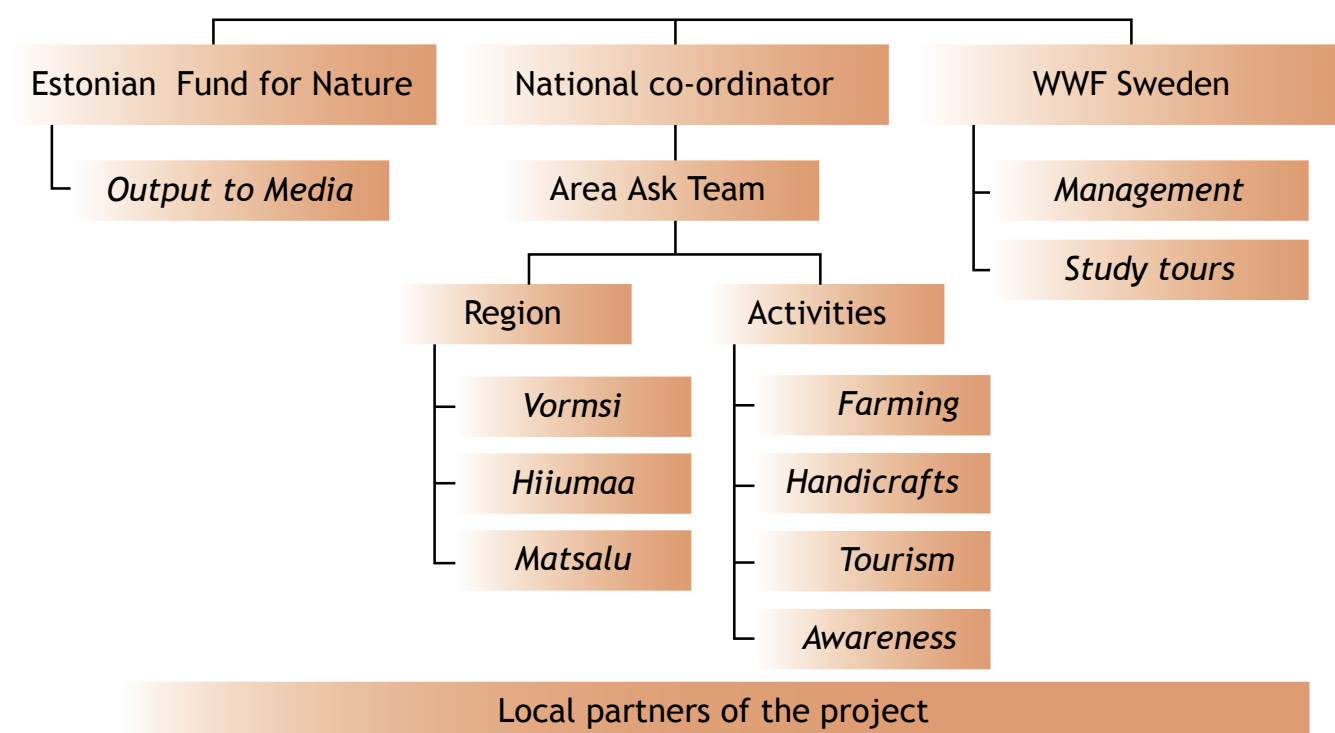 Estonian Fund for Nature
National co-ordinator
WWF Sweden
Output to Media
Area Ask Team
Management
Study tours
Region
Activities
Vormsi
Hiiumaa
Matsalu
Farming
Handicrafts
Tourism
Awareness
Local partners of the project